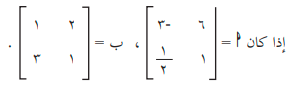 إذا كان أ = [ ٦ -٣ ، ١ ١/٢ ] ، ب = [ ٢ ١ ، ١ ٣ ] .